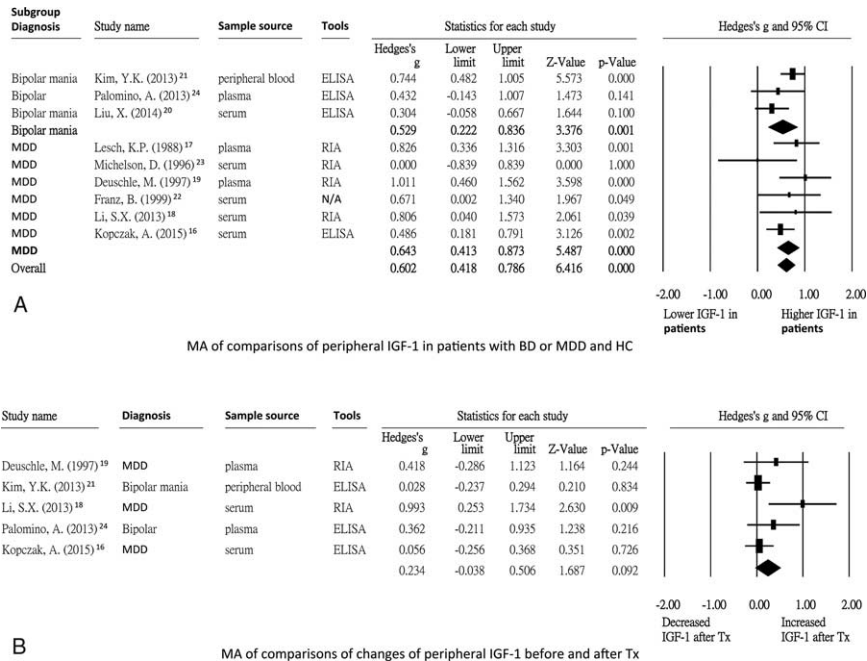 Subgroup
Diagnosis Study name Sample source Tools Statistics for each study Hedges's g and 95% CI
Hedges's g Lower limit Upper limit Z-Value p-Value
Bipolar mania Kim, Y.K. (2013) 21 peripheral blood ELISA 0.744 0.482 1.005 5.573 0.000
Bipolar Palomino, A. (2013) 24 plasma ELISA 0.432 -0.143 1.007 1.473 0.141
Bipolar mania Liu, X. (2014) 20 serum ELISA 0.304 -0.058 0.667 1.644 0.100
Bipolar mania 0.529 0.222 0.836 3.376 0.001
MDD Lesch, K.P. (1988) 17 plasma RIA 0.826 0.336 1.316 3.303 0.001
MDD Michelson, D. (1996) 23 serum RIA 0.000 -0.839 0.839 0.000 1.000
MDD Deuschle, M. (1997) 19 plasma RIA 1.011 0.460 1.562 3.598 0.000
MDD Franz, B. (1999) 22 serum N/A 0.671 0.002 1.340 1.967 0.049
MDD Li, S.X. (2013) 18 serum RIA 0.806 0.040 1.573 2.061 0.039
MDD Kopczak, A. (2015) 16 serum ELISA 0.486 0.181 0.791 3.126 0.002
MDD 0.643 0.413 0.873 5.487 0.000
Overall 0.602 0.418 0.786 6.416 0.000
-2.00 -1.00 0.00 1.00 2.00
A
Lower IGF-1 in patients Higher IGF-1 in patients
MA of comparisons of peripheral IGF-1 in patients with BD or MDD and HC
Study name Diagnosis Sample source Tools Statistics for each study Hedges's g and 95% CI
Hedges's g Lower limit Upper limit Z-Value p-Value
Deuschle, M. (1997) 19 MDD plasma RIA 0.418 -0.286 1.123 1.164 0.244
Kim, Y.K. (2013) 21 Bipolar mania peripheral blood ELISA 0.028 -0.237 0.294 0.210 0.834
Li, S.X. (2013) 18 MDD serum RIA 0.993 0.253 1.734 2.630 0.009
Palomino, A. (2013) 24 Bipolar plasma ELISA 0.362 -0.211 0.935 1.238 0.216
Kopczak, A. (2015) 16 MDD serum ELISA 0.056 -0.256 0.368 0.351 0.726
0.234 -0.038 0.506 1.687 0.092
-2.00 -1.00 0.00 1.00 2.00
Decreased IGF-1 after Tx Increased IGF-1 after Tx
B
MA of comparisons of changes of peripheral IGF-1 before and after Tx